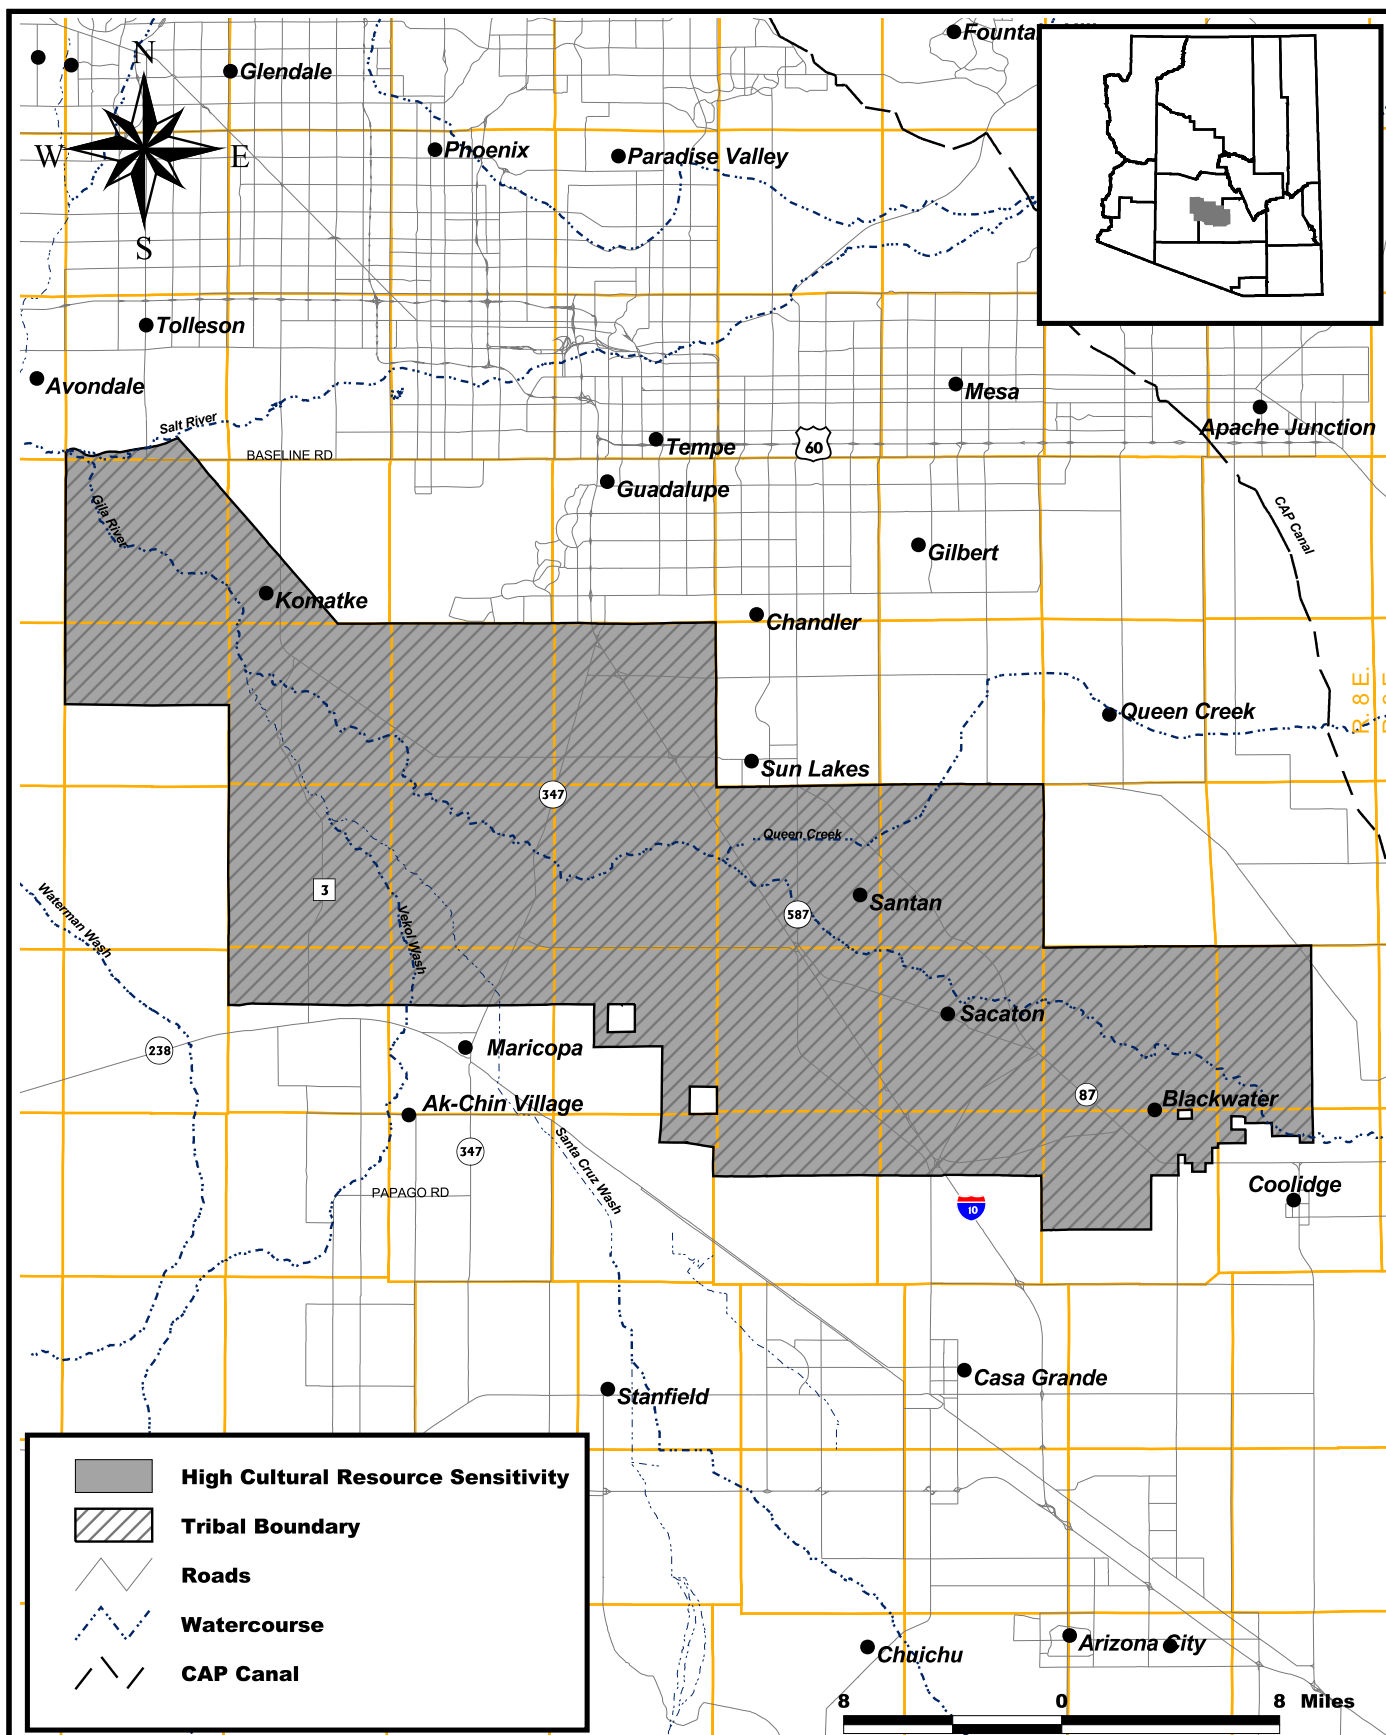 Glendale
N
W
E
S
Phoenix
Paradise Valley
Tolleson
Avondale
Mesa
Apache Junction
Salt River
BASELINE RD
Tempe
60
Guadalupe
Gila River
CAP Canal
Gilbert
Komatke
Chandler
R. 8 E.
Queen Creek
Sun Lakes
347
Queen Creek
3
Santan
587
Waterman Wash
Vekol Wash
Sacaton
238
Maricopa
87
Blackwater
Ak-Chin Village
347
Santa Cruz Wash
PAPAGO RD
Coolidge
10
Casa Grande
Stanfield
High Cultural Resource Sensitivity
Tribal Boundary
Roads
Watercourse
CAP Canal
Chuichu
Arizona City
8 0 8 Miles